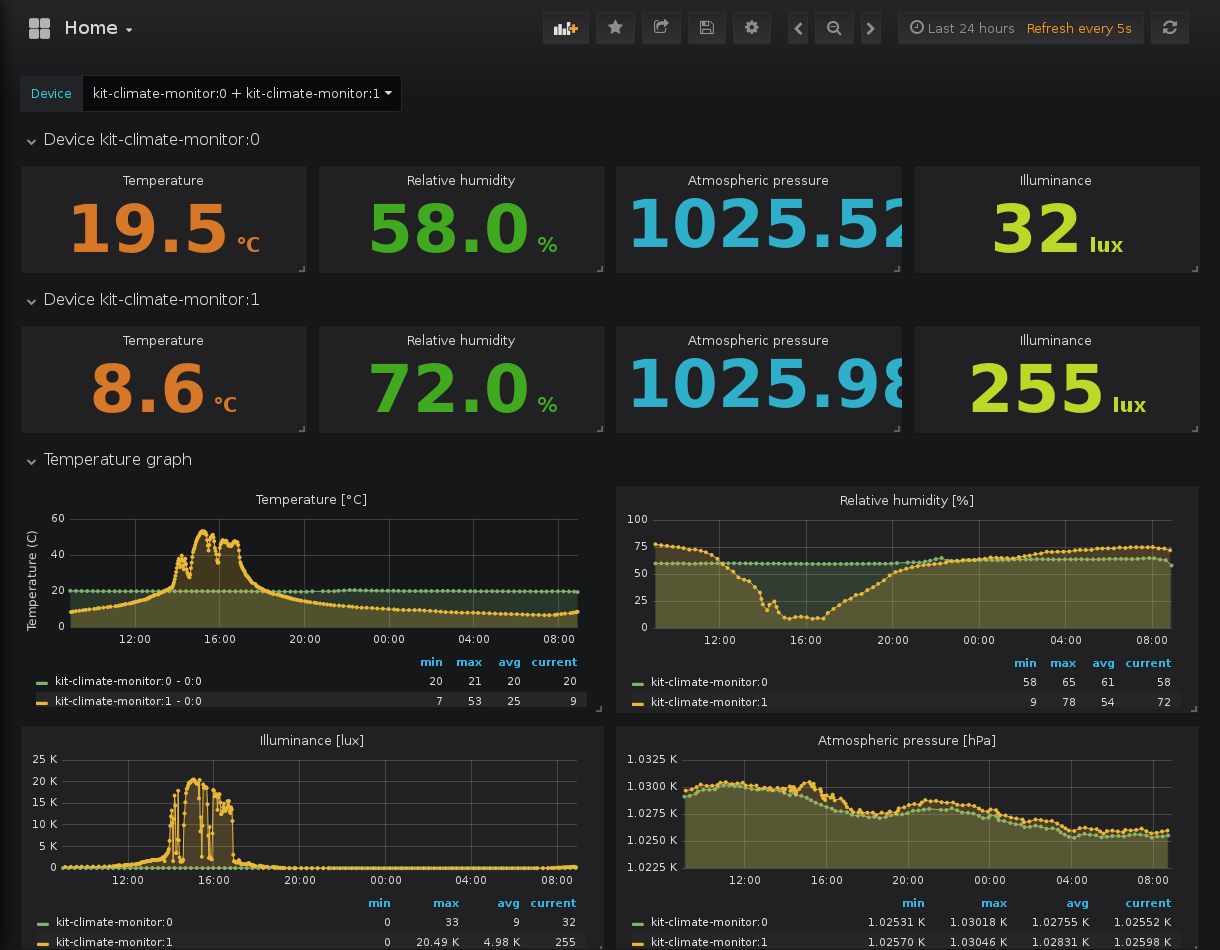 Home
Last 24 hours Refresh every 5s
Device kit-climate-monitor:0 + kit-climate-monitor:1
Device kit-climate-monitor:0
Temperature Relative humidity Atmospheric pressure Illuminance
19.5 °C 58.0 % 1025.52 32 lux
Device kit-climate-monitor:1
Temperature Relative humidity Atmospheric pressure Illuminance
8.6 °C 72.0 % 1025.98 255 lux
Temperature graph
Temperature [°C]
Temperature (C)
60
40
20
0
12:00 16:00 20:00 00:00 04:00 08:00
min max avg current
kit-climate-monitor:0 - 0:0 20 21 20 20
kit-climate-monitor:1 - 0:0 7 53 25 9
Relative humidity [%]
100
75
50
25
0
12:00 16:00 20:00 00:00 04:00 08:00
min max avg current
kit-climate-monitor:0 58 65 61 58
kit-climate-monitor:1 9 78 54 72
Illuminance [lux]
25 K
20 K
15 K
10 K
5 K
0
12:00 16:00 20:00 00:00 04:00 08:00
min max avg current
kit-climate-monitor:0 0 33 9 32
kit-climate-monitor:1 0 20.49 K 4.98 K 255
Atmospheric pressure [hPa]
1.0325 K
1.0300 K
1.0275 K
1.0250 K
1.0225 K
12:00 16:00 20:00 00:00 04:00 08:00
min max avg current
kit-climate-monitor:0 1.02531 K 1.03018 K 1.02755 K 1.02552 K
kit-climate-monitor:1 1.02570 K 1.03046 K 1.02831 K 1.02598 K